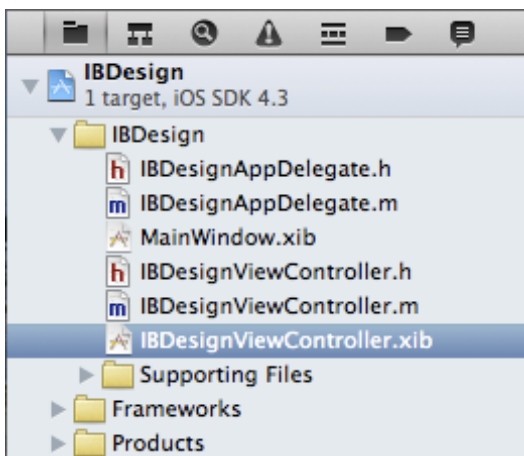 IBDesign
1 target, iOS SDK 4.3
IBDesign
h IBDesignAppDelegate.h
m IBDesignAppDelegate.m
MainWindow.xib
h IBDesignViewController.h
m IBDesignViewController.m
IBDesignViewController.xib
Supporting Files
Frameworks
Products